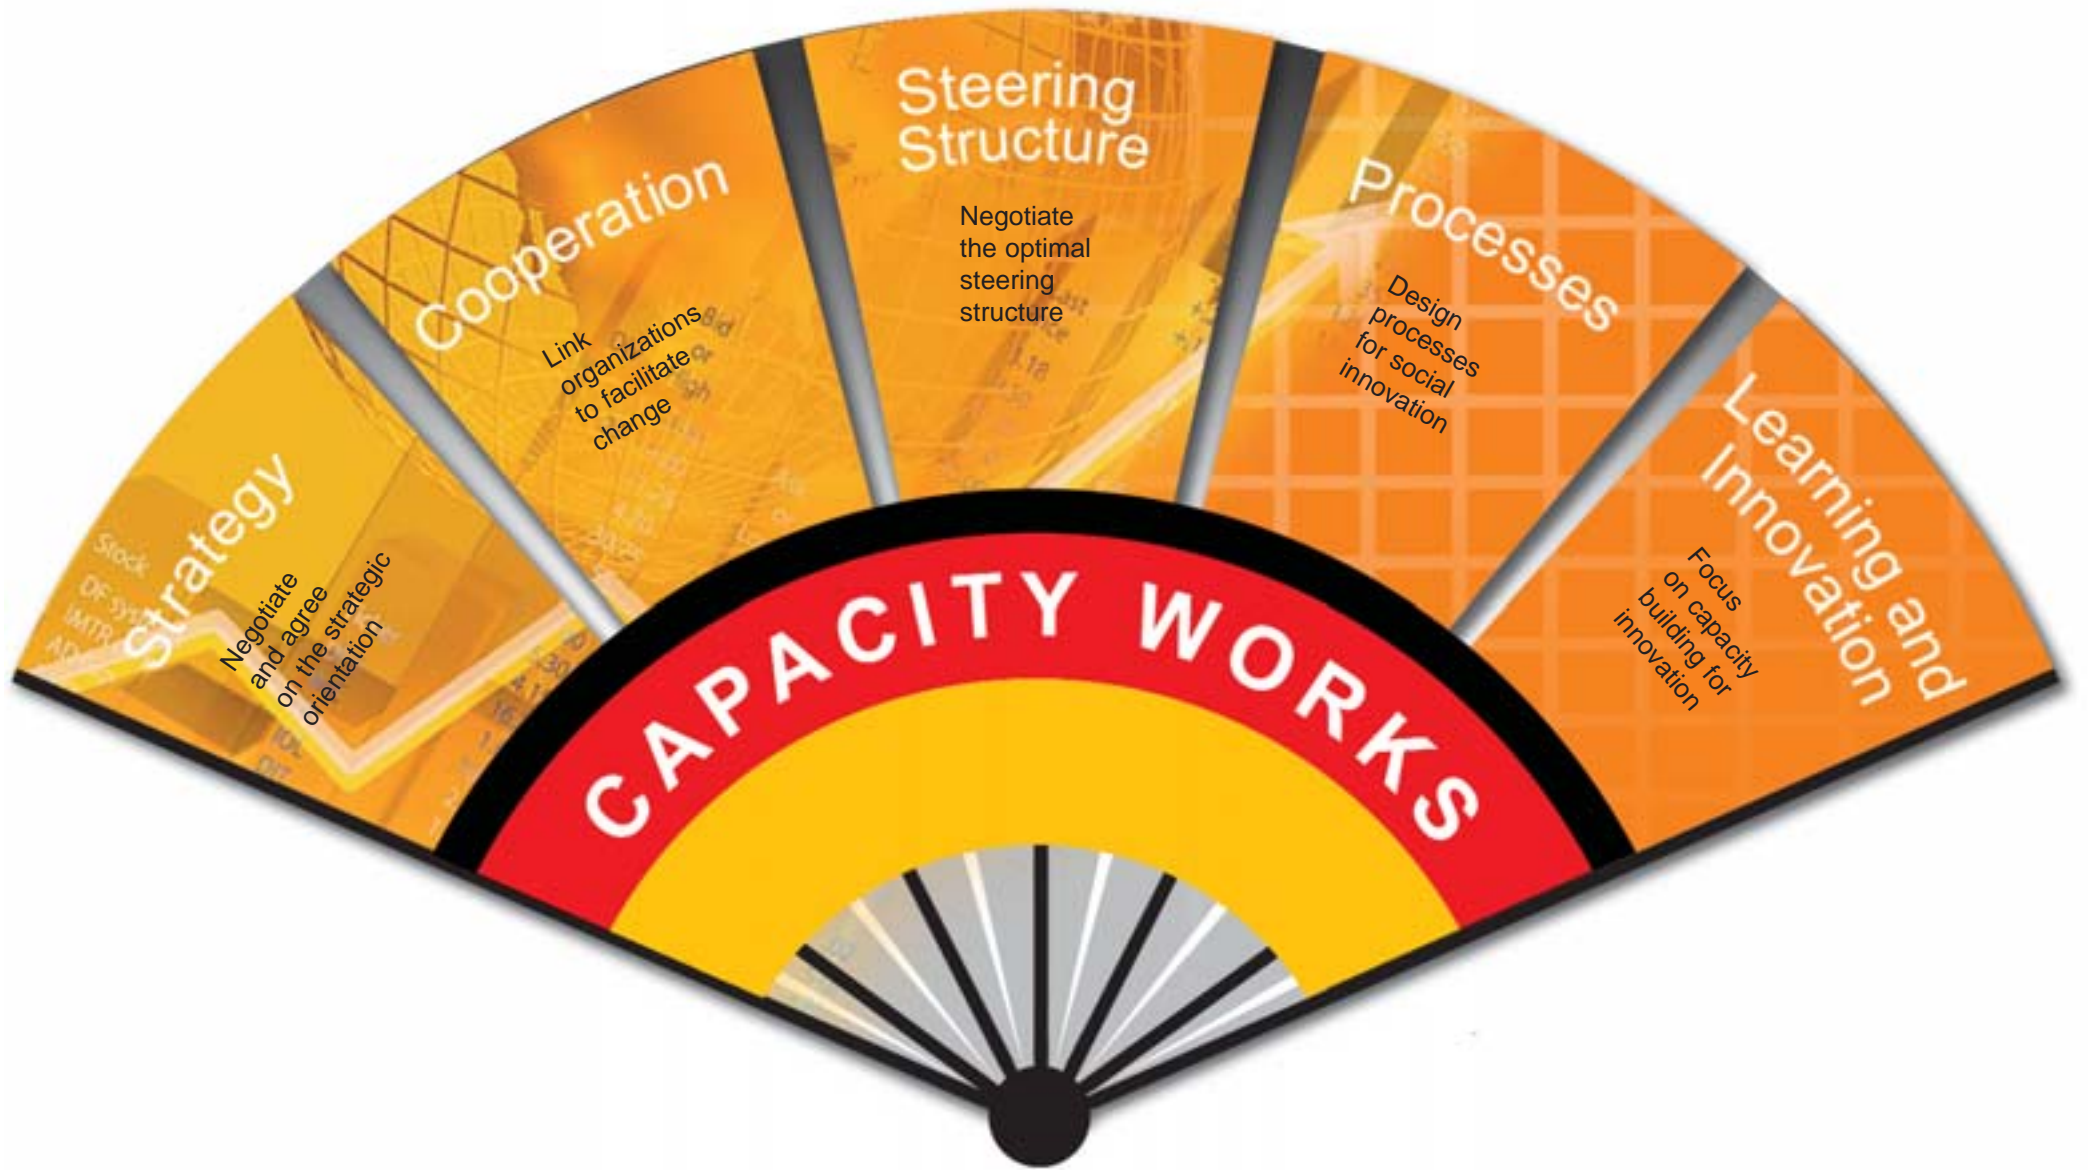 Strategy
Negotiate
and agree
on the strategic
orientation
Cooperation
Link
organizations
to facilitate
change
Steering
Structure
Negotiate
the optimal
steering
structure
Processes
Design
processes
for social
innovation
Learning and
Innovation
Focus
on capacity
building for
innovation
CAPACITY WORKS
Stock
Bid